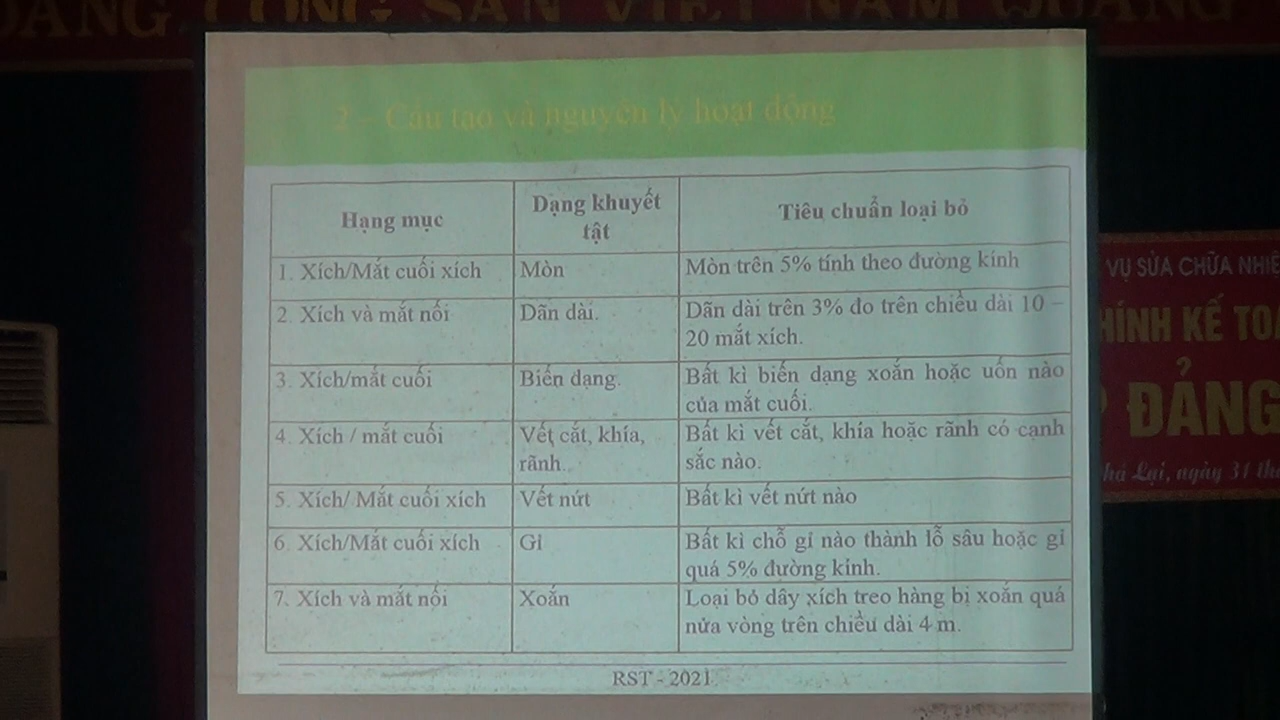 ĐẢNG CỘNG SẢN VIỆT NAM QUANG
2 – Cấu tạo và nguyên lý hoạt động
Hạng mục
Dạng khuyết
tật
Tiêu chuẩn loại bỏ
1. Xích/Mắt cuối xích
Mòn
Mòn trên 5% tính theo đường kính
2. Xích và mắt nối
Dãn dài.
Dãn dài trên 3% đo trên chiều dài 10 –
20 mắt xích.
3. Xích/mắt cuối
Biến dạng.
Bất kì biến dạng xoắn hoặc uốn nào
của mắt cuối.
4. Xích / mắt cuối
Vết cắt, khía,
rãnh.
Bất kì vết cắt, khía hoặc rãnh có cạnh
sắc nào.
5. Xích/ Mắt cuối xích
Vết nứt
Bất kì vết nứt nào
6. Xích/Mắt cuối xích
Gỉ
Bất kì chỗ gỉ nào thành lỗ sâu hoặc gỉ
quá 5% đường kính.
7. Xích và mắt nối
Xoắn
Loại bỏ dây xích treo hàng bị xoắn quá
nửa vòng trên chiều dài 4 m.
RST - 2021
VỤ SỬA CHỮA NHIỆ
HÍNH KẾ TO
ĐẢNG
hả Lại, ngày 31 th